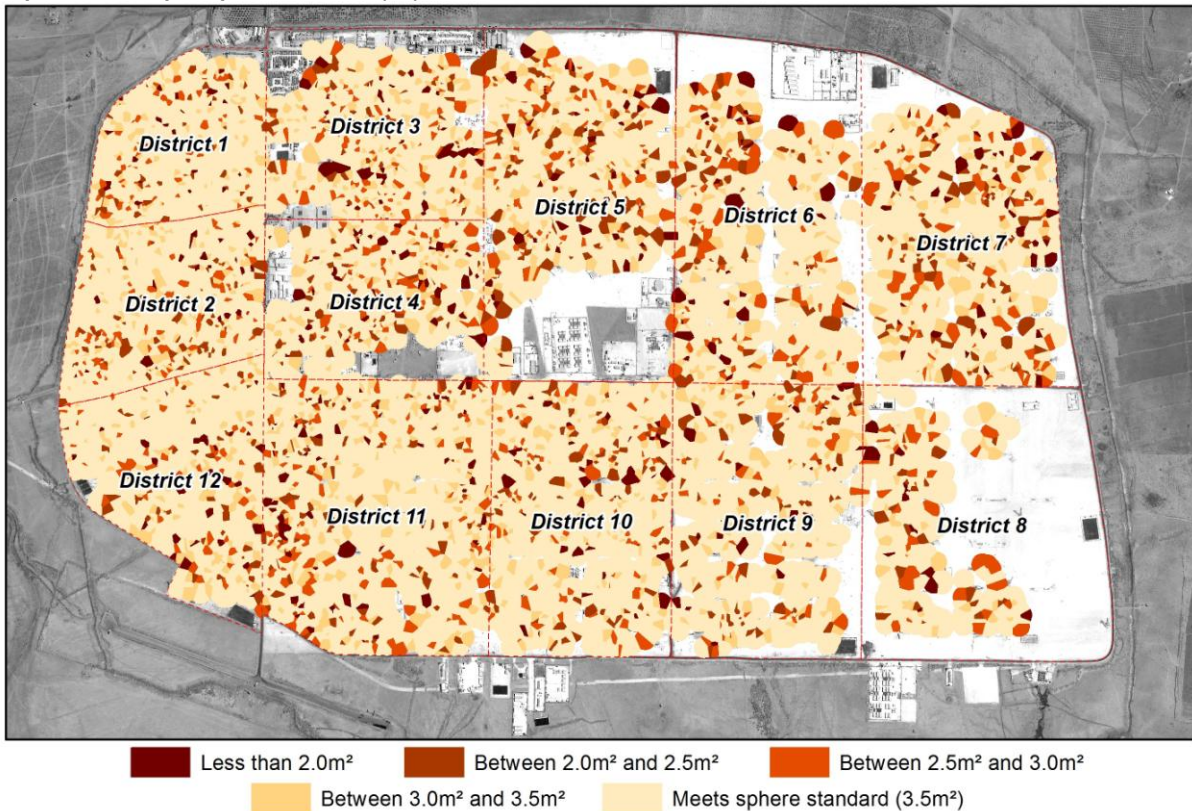 District 1
District 3
District 5
District 6
District 7
District 2
District 4
District 12
District 11
District 10
District 9
District 8
Less than 2.0m²
Between 2.0m² and 2.5m²
Between 2.5m² and 3.0m²
Between 3.0m² and 3.5m²
Meets sphere standard (3.5m²)